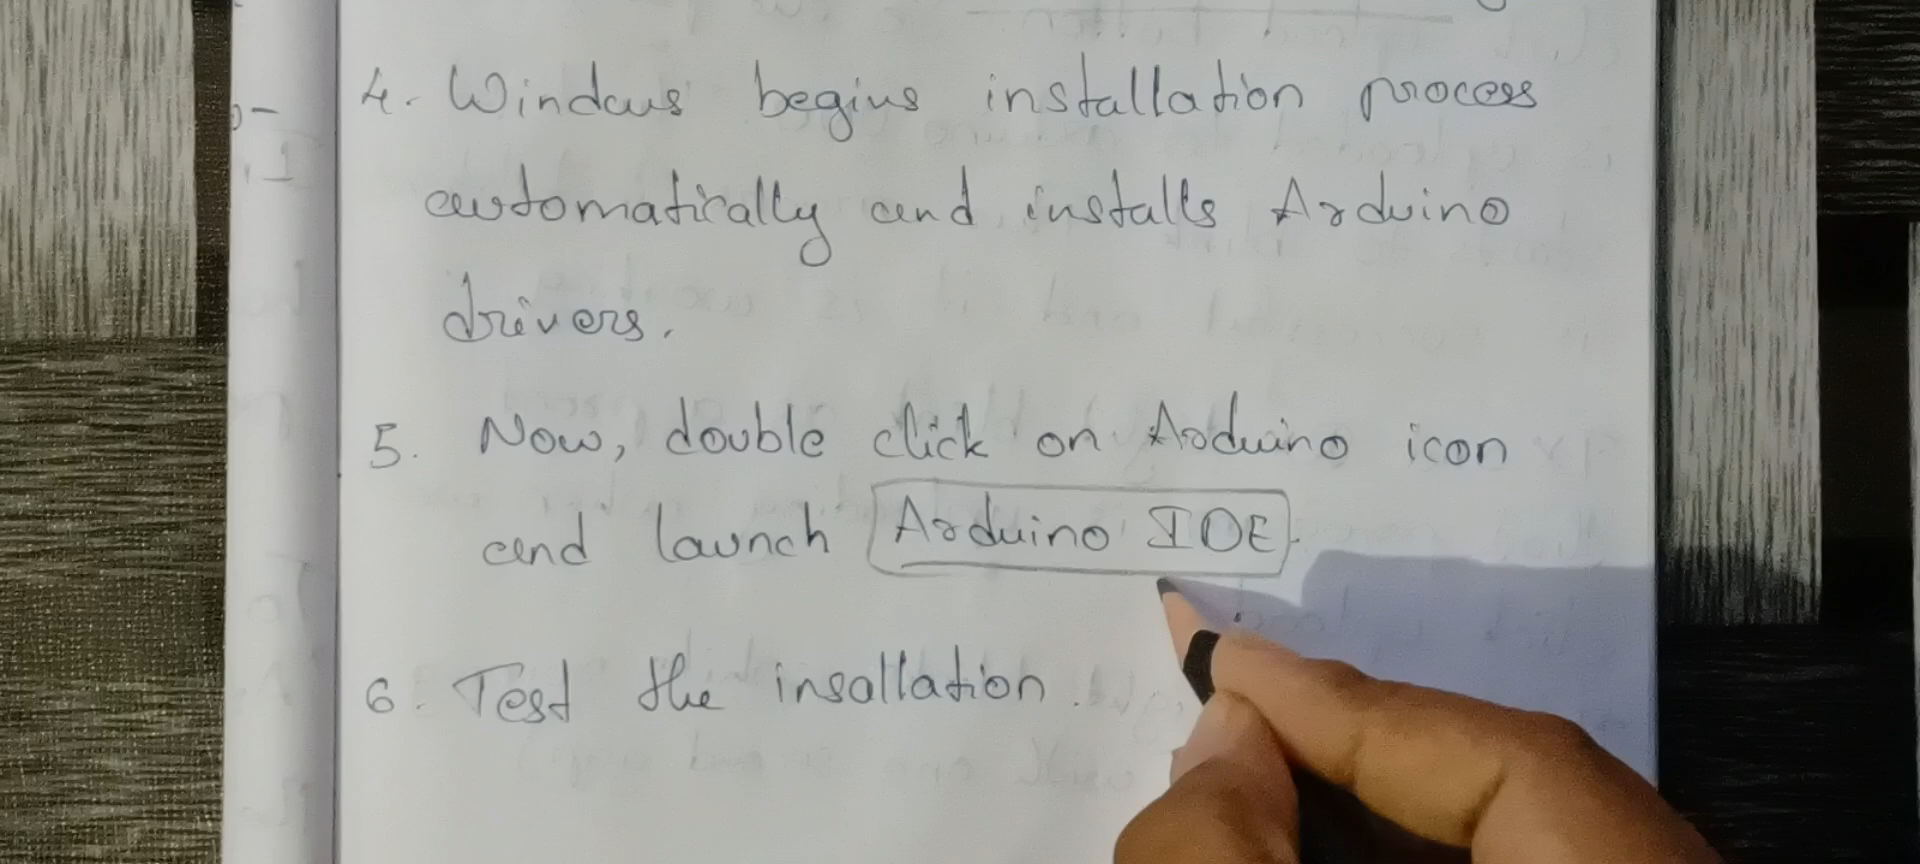 4. Windows begins installation process
automatically and installs Arduino
drivers.
5. Now, double click on Arduino icon
and launch Arduino IDE.
6. Test the insallation.